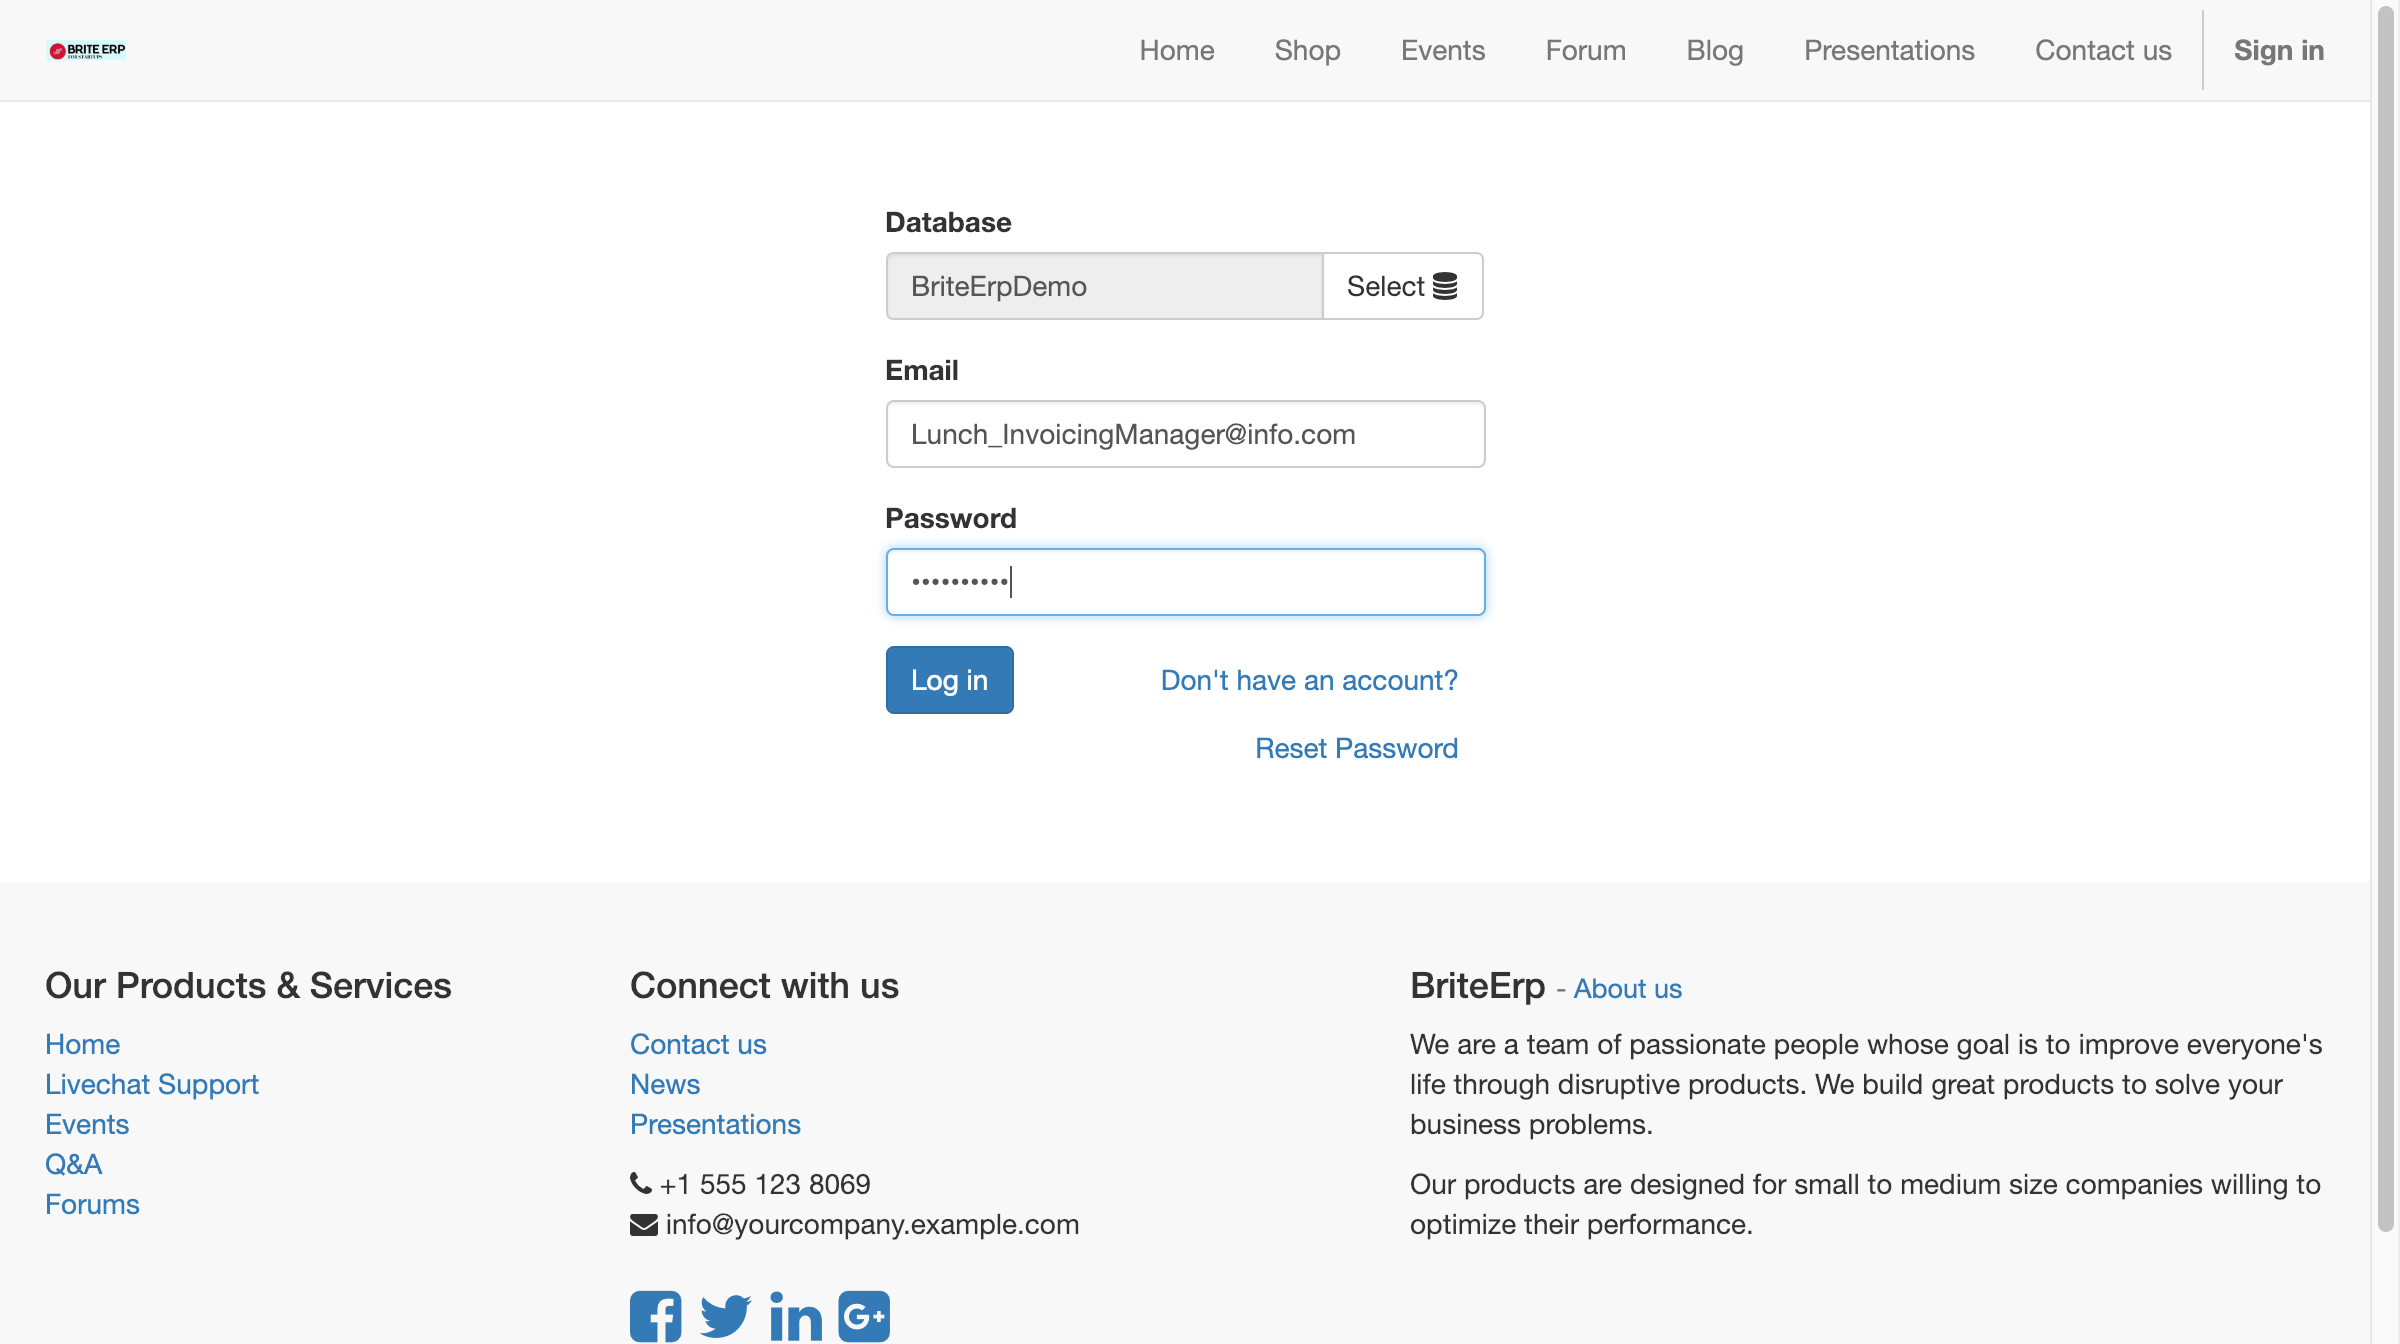 BRITE ERP
FOR STARTUPS
Home Shop Events Forum Blog Presentations Contact us Sign in
Database
BriteErpDemo Select
Email
Lunch_InvoicingManager@info.com
Password
••••••••••
Log in Don't have an account?
Reset Password
Our Products & Services
Home
Livechat Support
Events
Q&A
Forums
Connect with us
Contact us
News
Presentations
+1 555 123 8069
info@yourcompany.example.com
BriteErp - About us
We are a team of passionate people whose goal is to improve everyone's
life through disruptive products. We build great products to solve your
business problems.
Our products are designed for small to medium size companies willing to
optimize their performance.